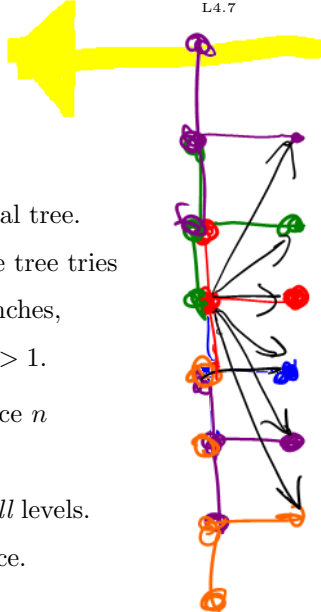 L4.7
al tree.
e tree tries
nches,
> 1.
ce n
ll levels.
ce.